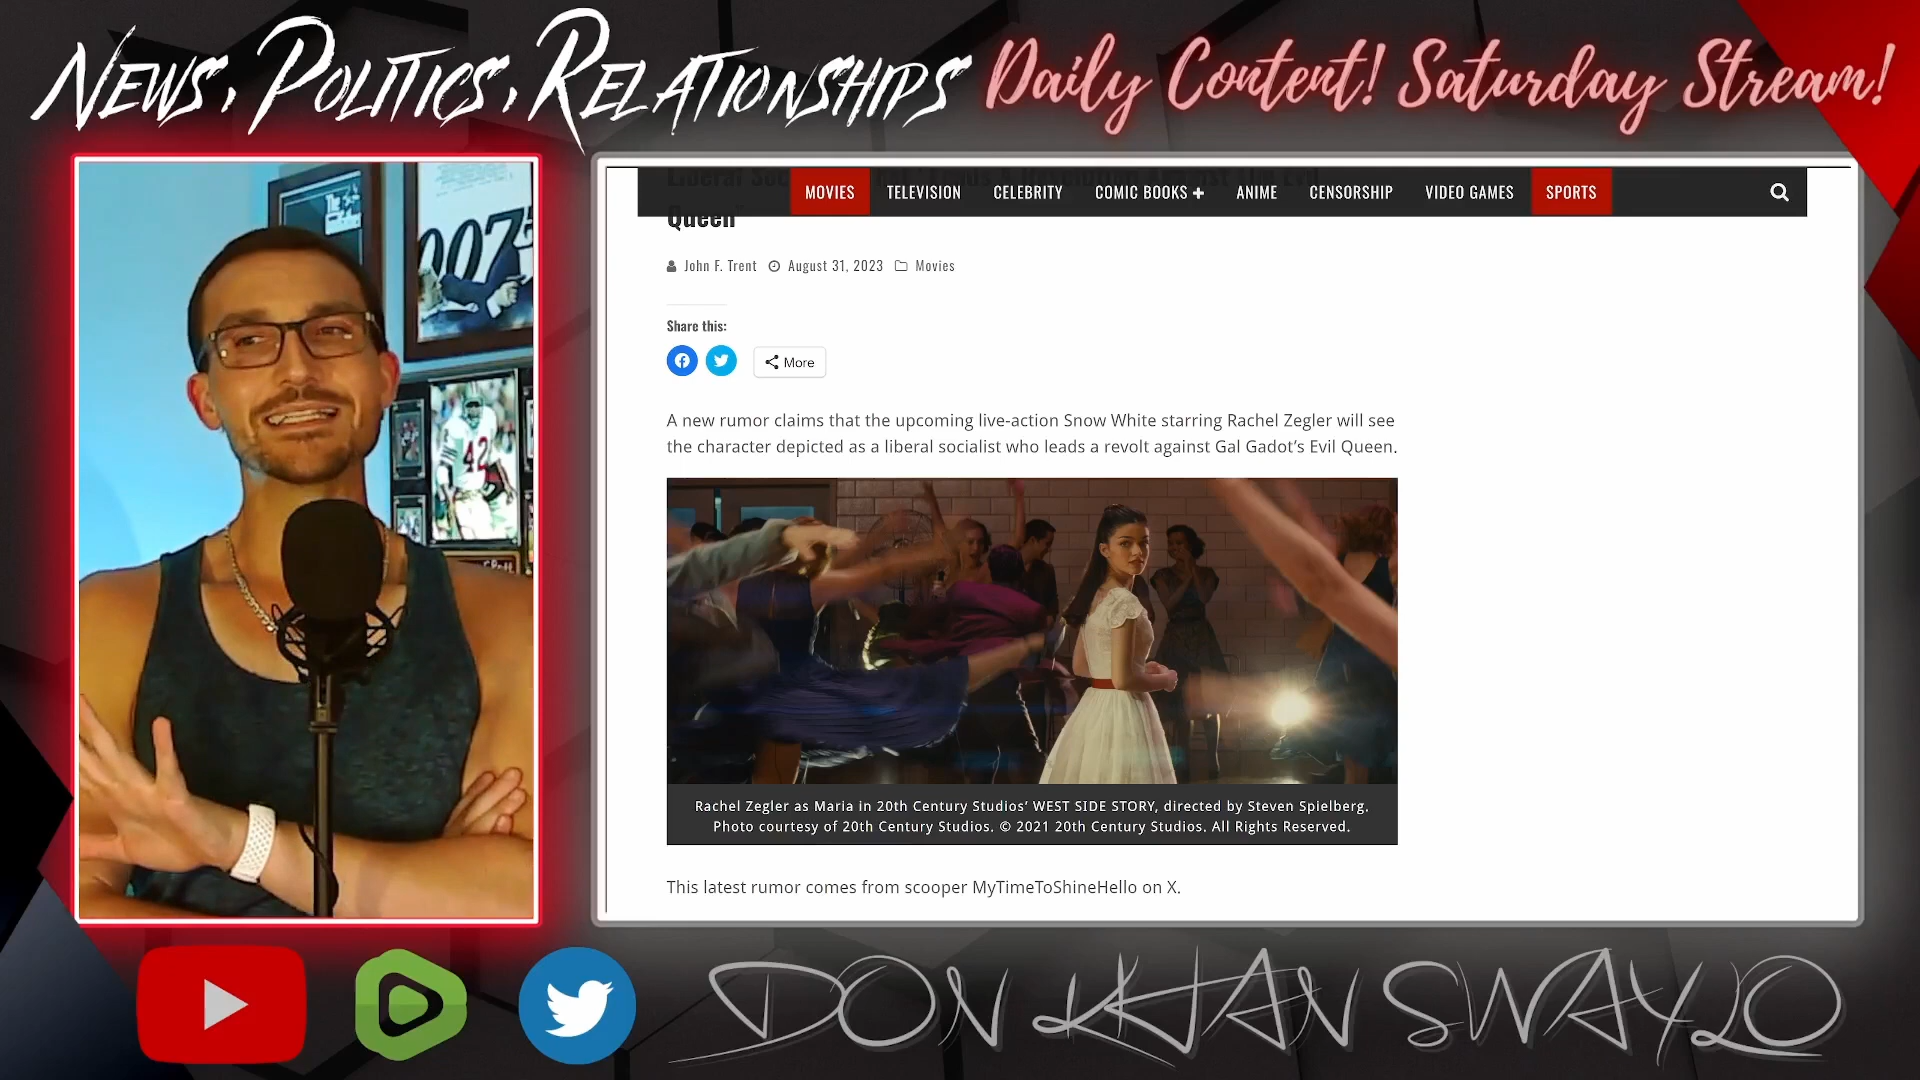 NEWS, POLITICS, RELATIONSHIPS
Daily Content! Saturday Stream!
MOVIES TELEVISION CELEBRITY COMIC BOOKS + ANIME CENSORSHIP VIDEO GAMES SPORTS
Queen"
John F. Trent August 31, 2023 Movies
Share this:
More
A new rumor claims that the upcoming live-action Snow White starring Rachel Zegler will see
the character depicted as a liberal socialist who leads a revolt against Gal Gadot's Evil Queen.
Rachel Zegler as Maria in 20th Century Studios' WEST SIDE STORY, directed by Steven Spielberg.
Photo courtesy of 20th Century Studios. © 2021 20th Century Studios. All Rights Reserved.
This latest rumor comes from scooper MyTimeToShineHello on X.
007
42
DON KHAN SWAYLO